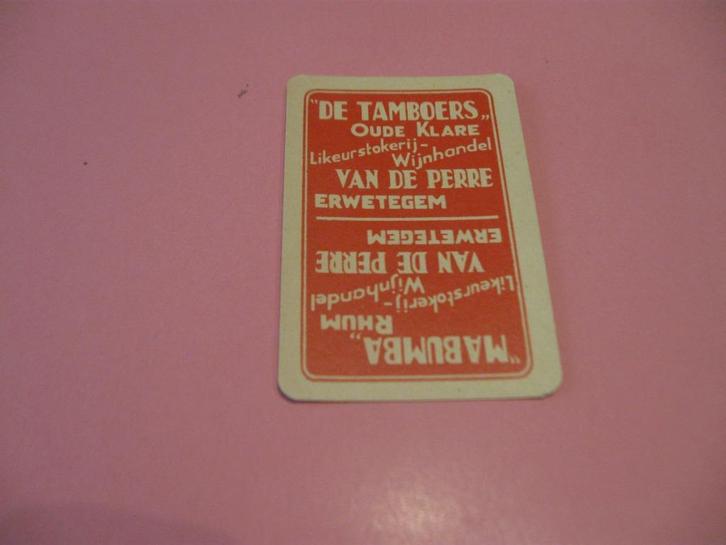 "DE TAMBOERS„
OUDE KLARE
Likeurstokerij-
Wijnhandel
VAN DE PERRE
ERWETEGEM
"MABUMBA„
RHUM
Likeurstokerij-
Wijnhandel
VAN DE PERRE
ERWETEGEM